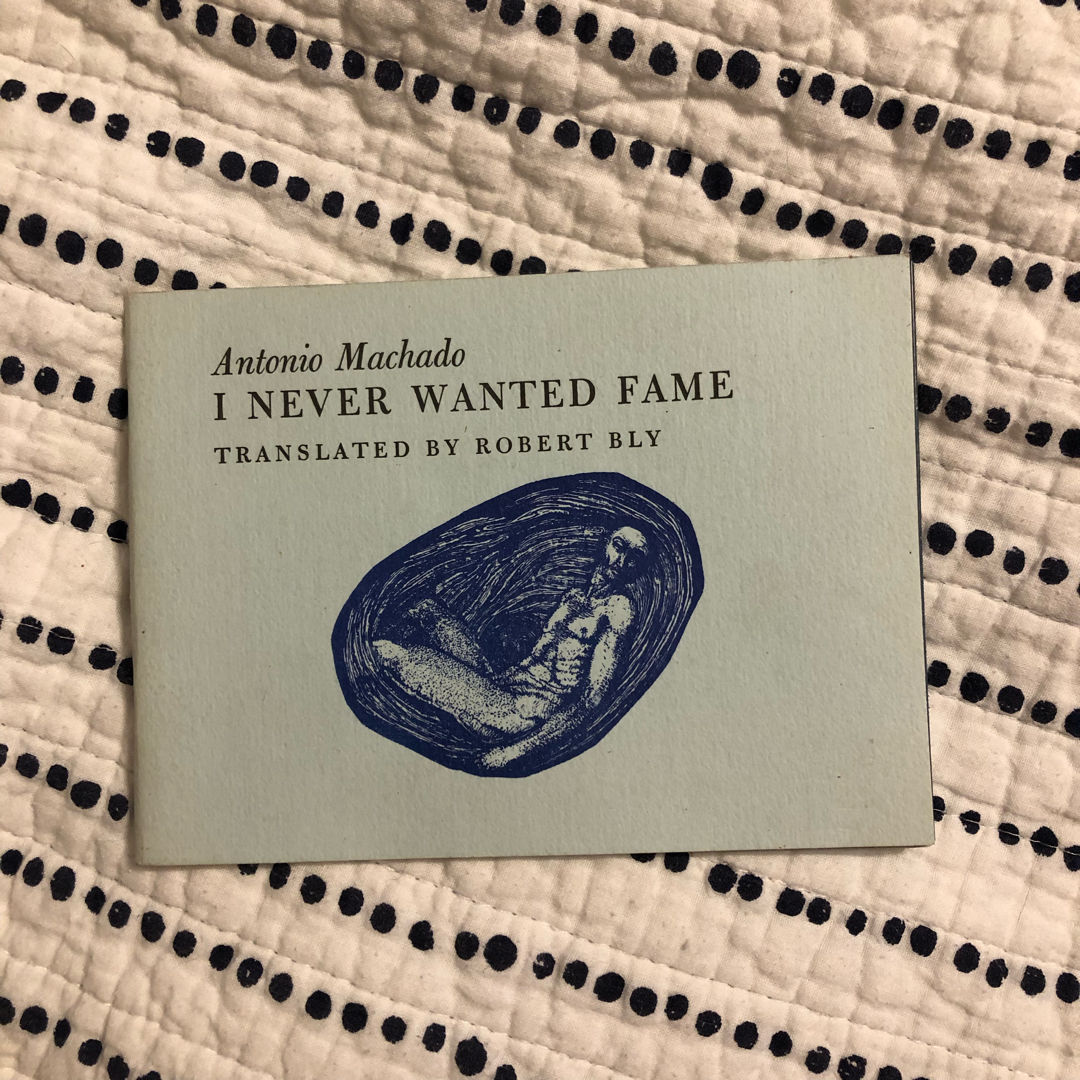 Antonio Machado
I NEVER WANTED FAME
TRANSLATED BY ROBERT BLY